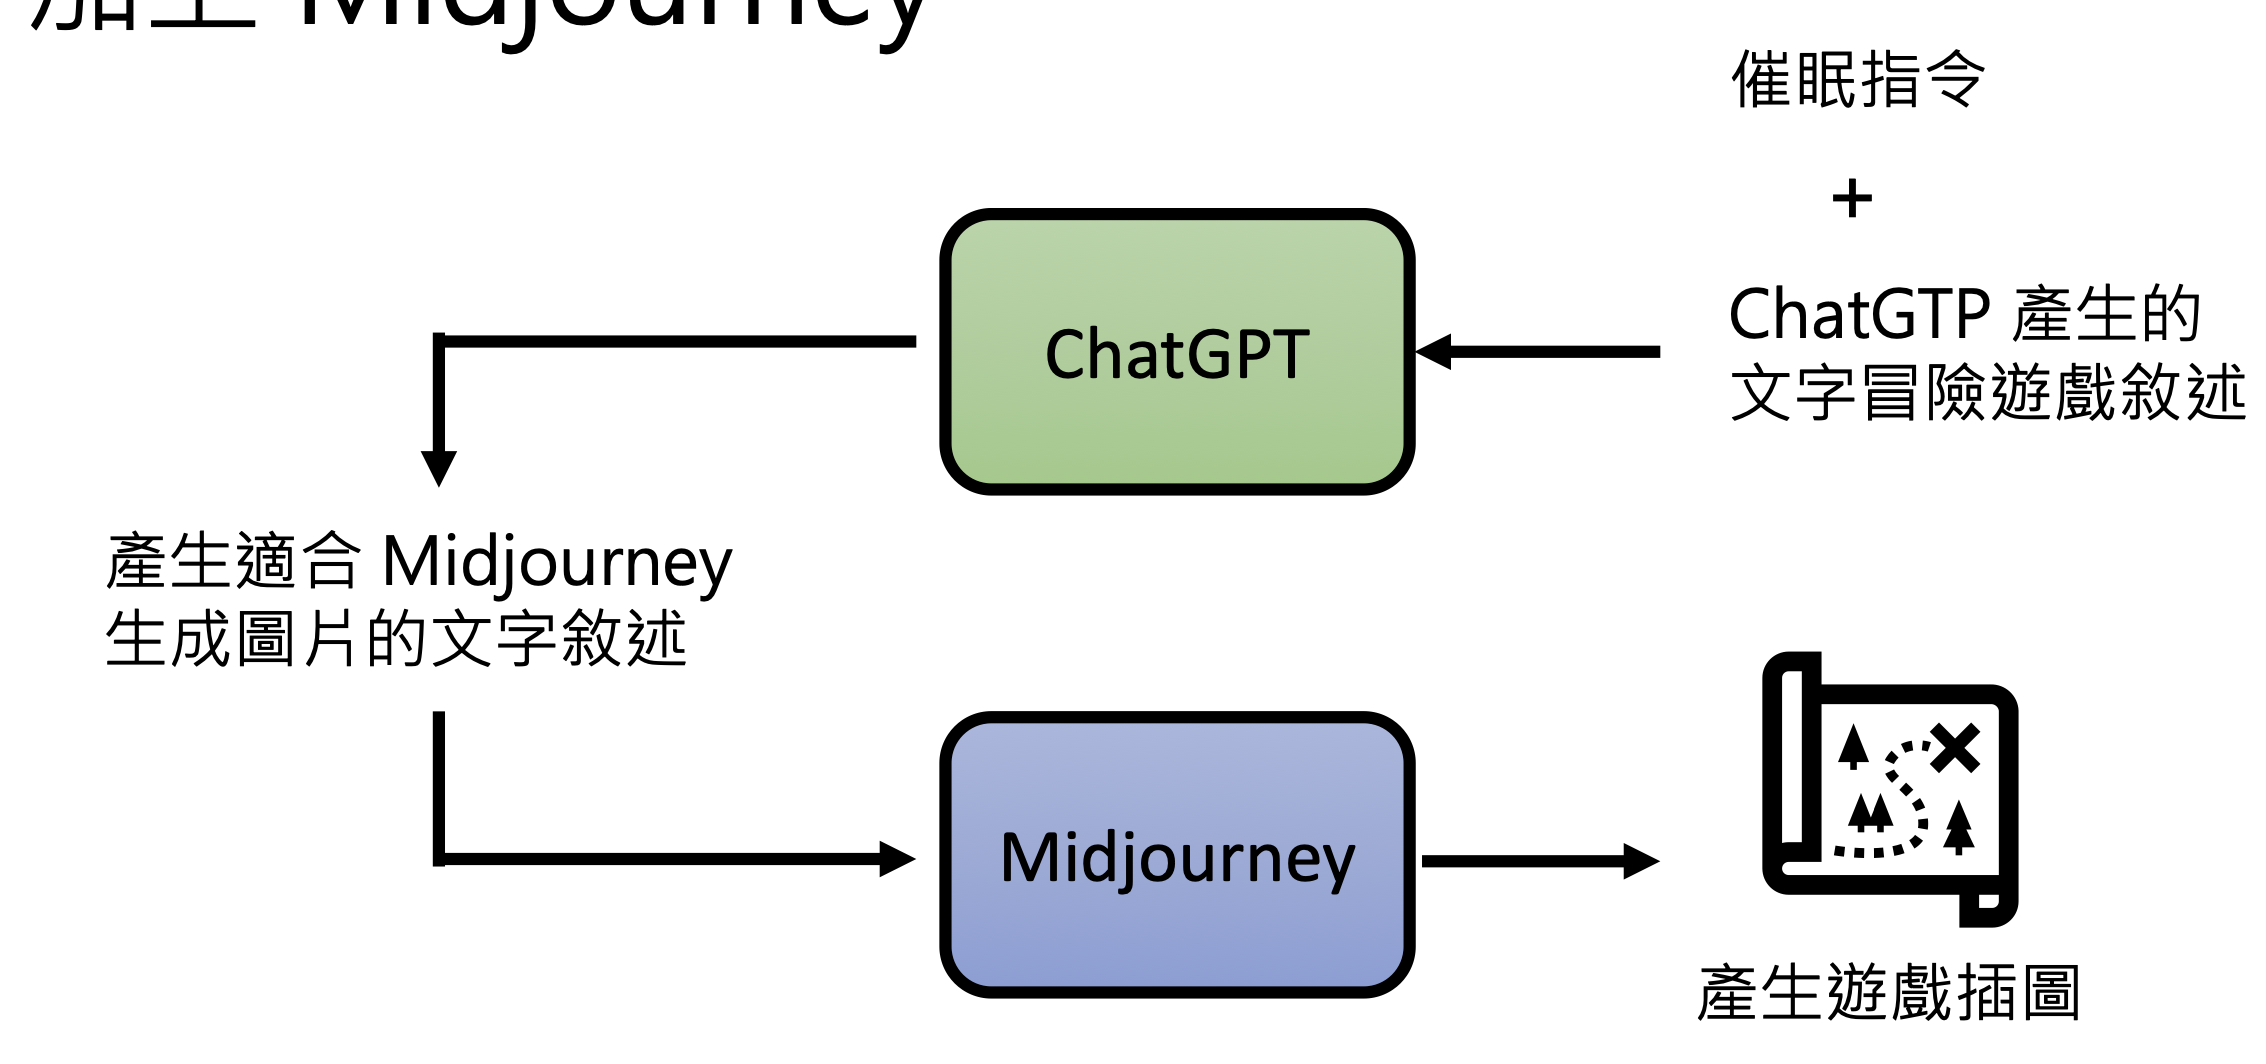 加上 Midjourney
催眠指令
+
ChatGTP 產生的
文字冒險遊戲敘述
ChatGPT
產生適合 Midjourney
生成圖片的文字敘述
Midjourney
產生遊戲插圖